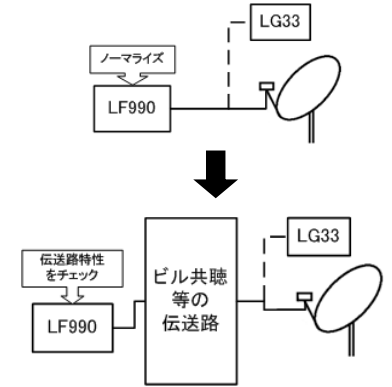 LG33
ノーマライズ
LF990
伝送路特性
をチェック
ビル共聴
等の
伝送路
LG33
LF990